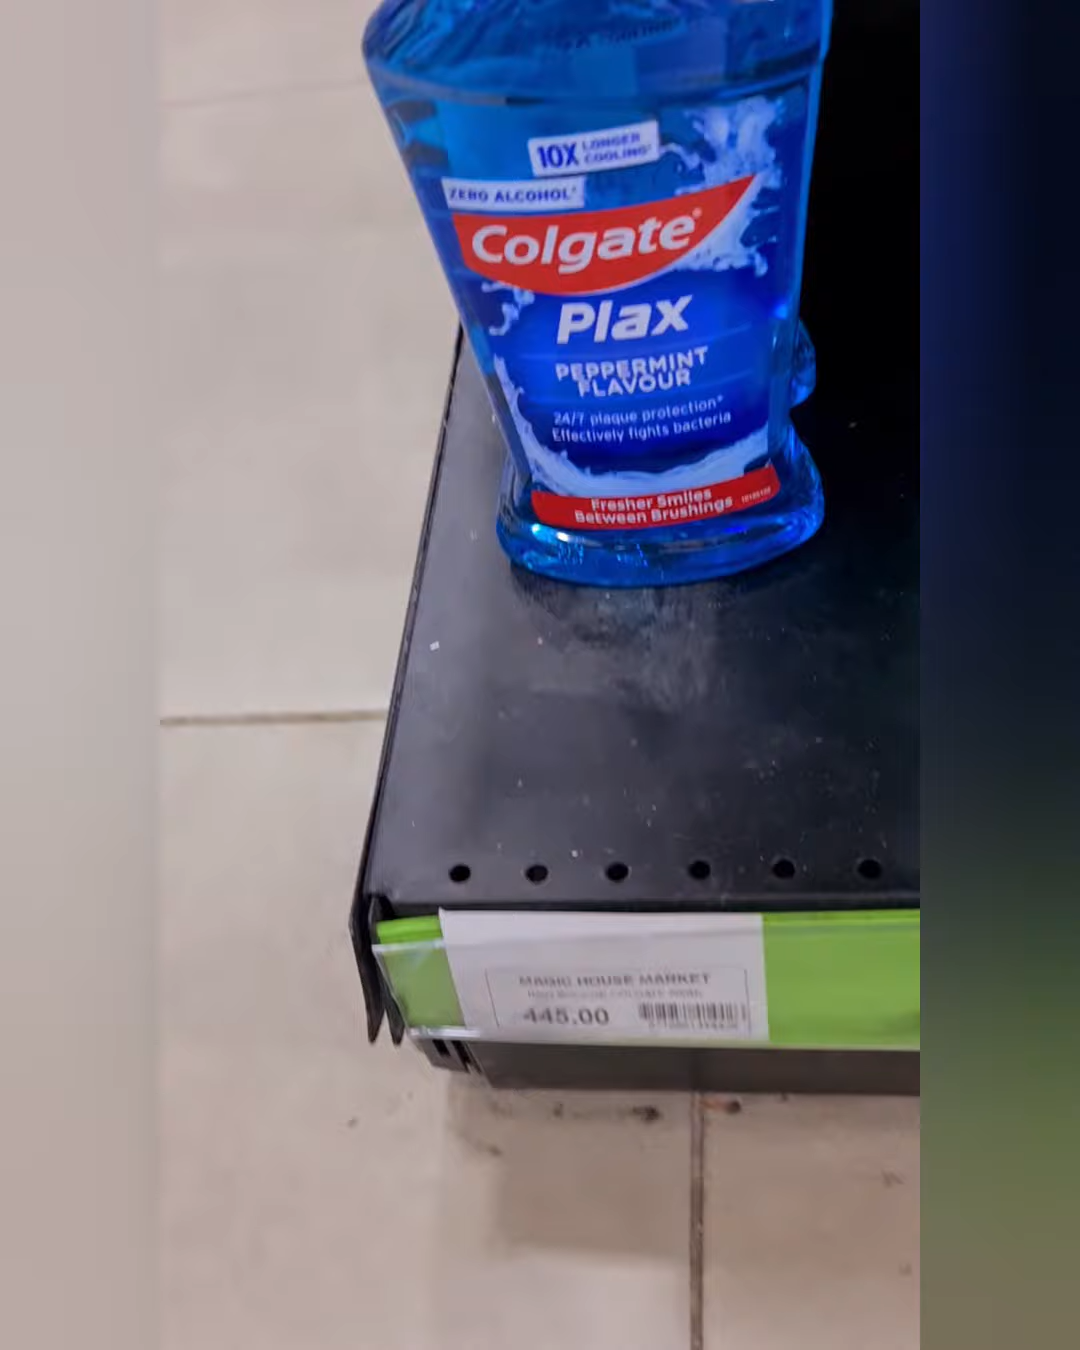 10X LONGER COOLING*
ZERO ALCOHOL*
Colgate®
Plax
PEPPERMINT
FLAVOUR
24/7 plaque protection*
Effectively fights bacteria
Fresher Smiles
Between Brushings
MAGIC HOUSE MARKET
COLGATE
445.00